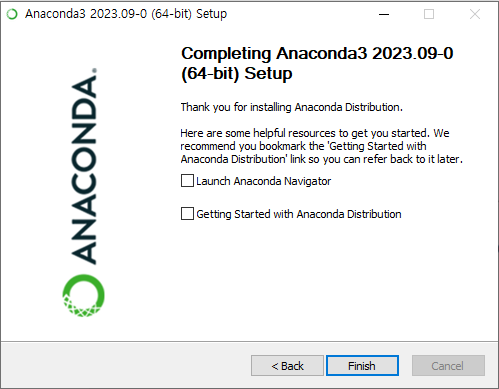 Anaconda3 2023.09-0 (64-bit) Setup
Completing Anaconda3 2023.09-0
(64-bit) Setup
Thank you for installing Anaconda Distribution.
Here are some helpful resources to get you started. We
recommend you bookmark the 'Getting Started with
Anaconda Distribution' link so you can refer back to it later.
Launch Anaconda Navigator
Getting Started with Anaconda Distribution
ANACONDA.
< Back
Finish
Cancel